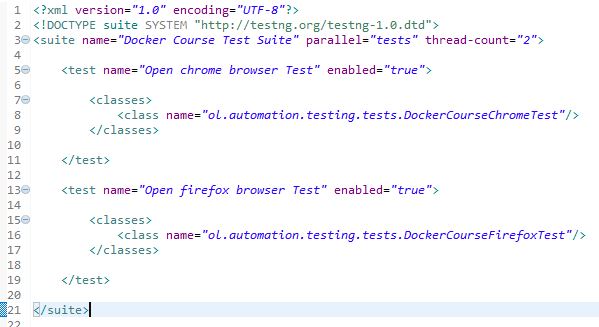 1 <?xml version="1.0" encoding="UTF-8"?>
2 <!DOCTYPE suite SYSTEM "http://testng.org/testng-1.0.dtd">
3 <suite name="Docker Course Test Suite" parallel="tests" thread-count="2">
4
5 <test name="Open chrome browser Test" enabled="true">
6
7 <classes>
8 <class name="ol.automation.testing.tests.DockerCourseChromeTest"/>
9 </classes>
10
11 </test>
12
13 <test name="Open firefox browser Test" enabled="true">
14
15 <classes>
16 <class name="ol.automation.testing.tests.DockerCourseFirefoxTest"/>
17 </classes>
18
19 </test>
20
21 </suite>
22